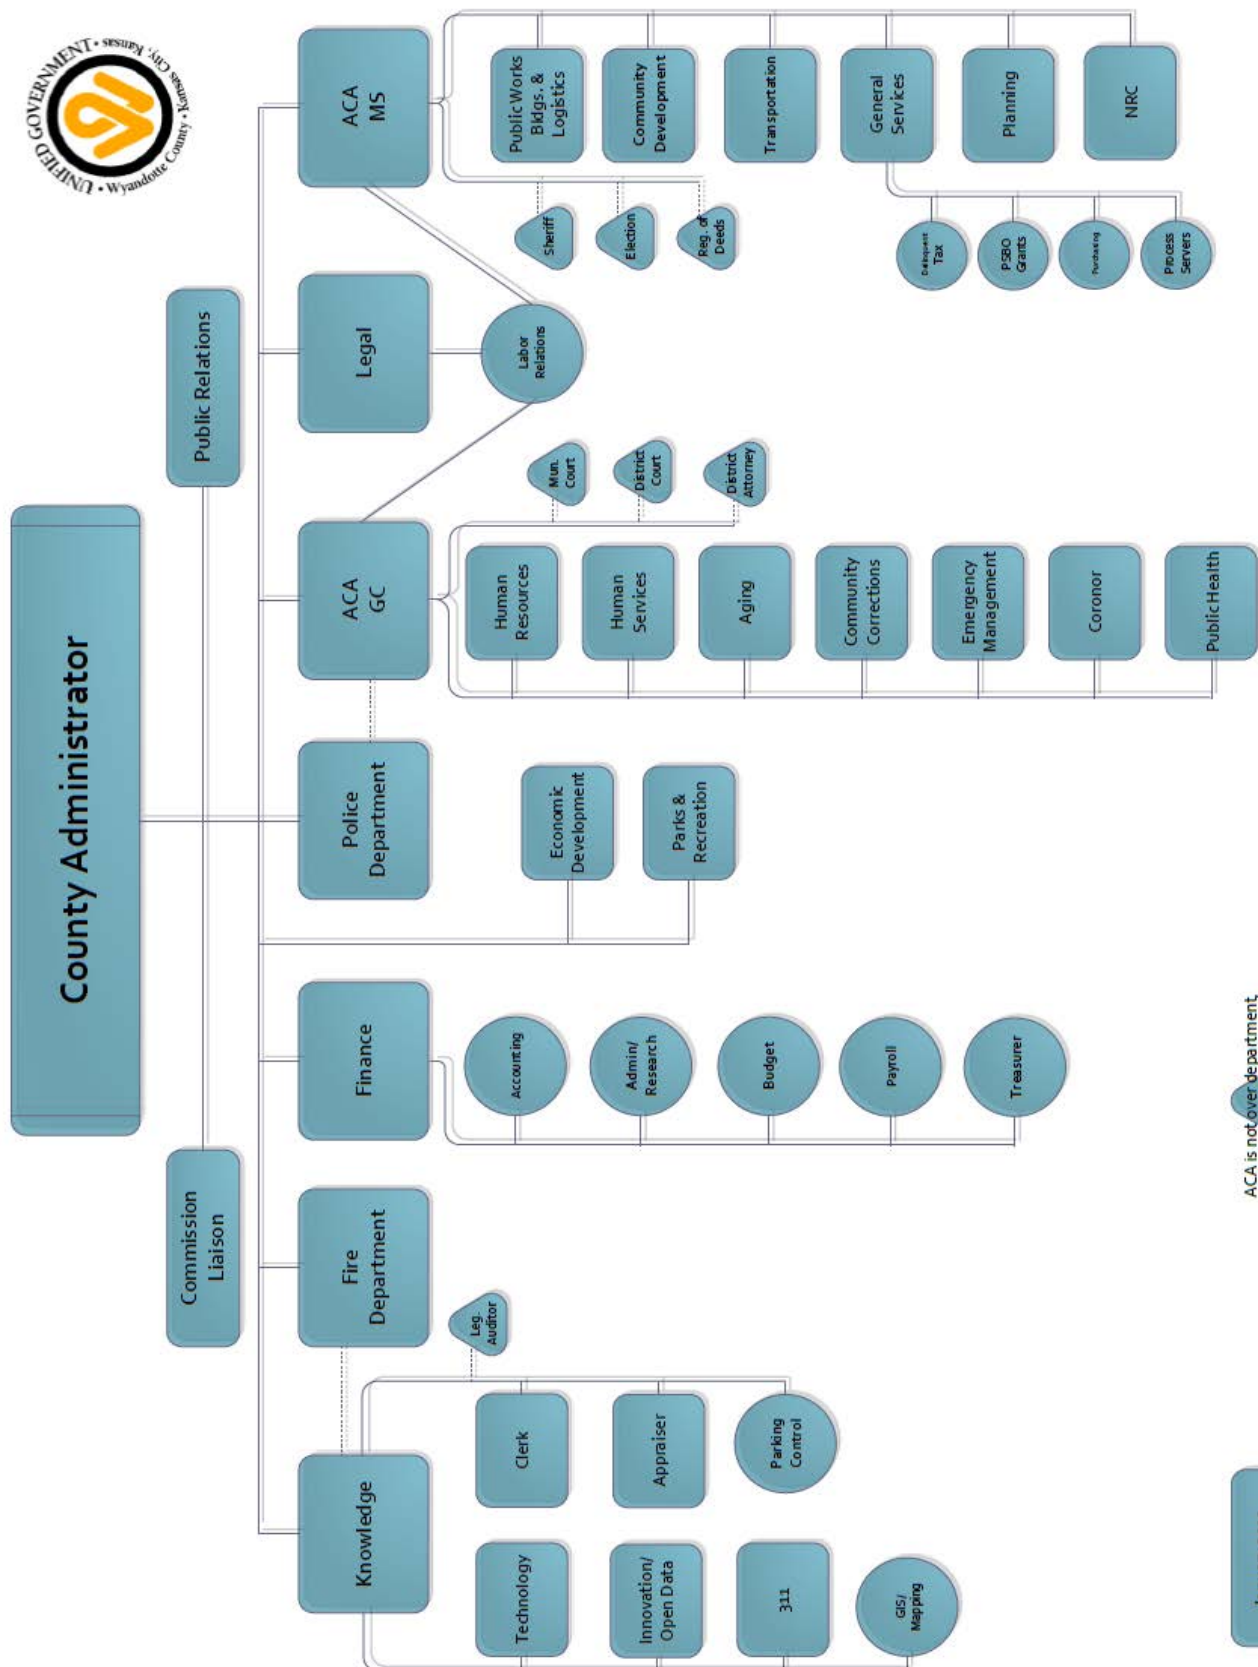 UNIFIED GOVERNMENT
Wyandotte County • Kansas City, Kansas
County Administrator
Commission
Liaison
Public Relations
Knowledge
Fire
Department
Finance
Police
Department
ACA
GC
Legal
ACA
MS
Technology
Innovation/
Open Data
311
GIS/
Mapping
Leg.
Auditor
Clerk
Appraiser
Parking
Control
Accounting
Admin/
Research
Budget
Payroll
Treasurer
Economic
Development
Parks &
Recreation
Mun.
Court
District
Court
District
Attorney
Human
Resources
Human
Services
Aging
Community
Corrections
Emergency
Management
Coronor
Public Health
Labor
Relations
Sheriff
Election
Reg. of
Deeds
Public Works
Bldgs. &
Logistics
Community
Development
Transportation
General
Services
Planning
NRC
Delinquent
Tax
PSBO
Grants
Purchasing
Process
Servers
ACA is not over department,